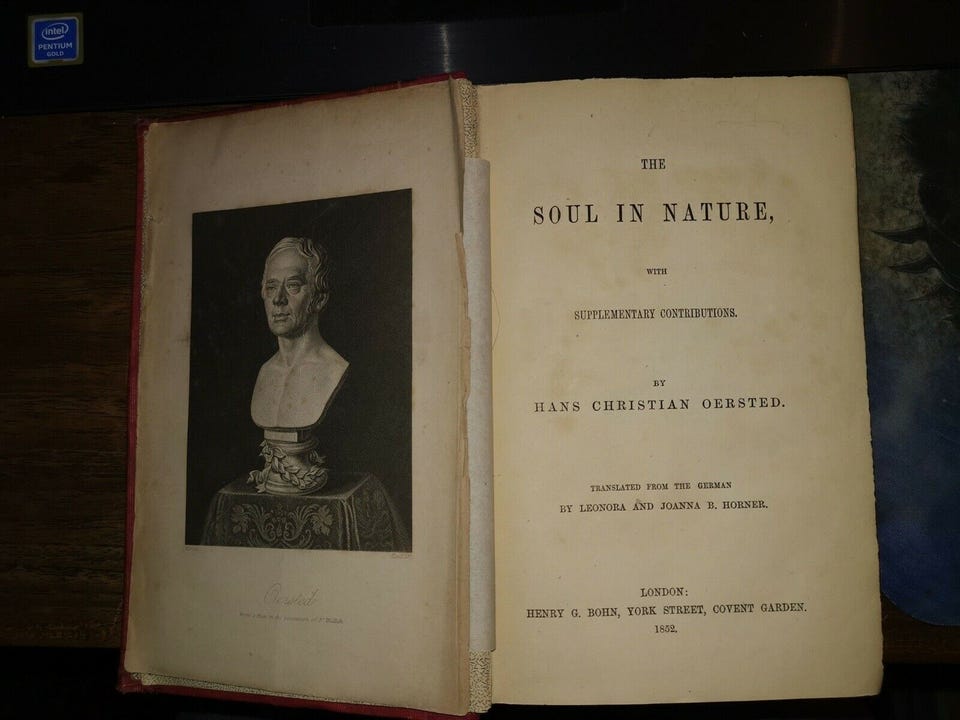 intel
PENTIUM
GOLD
Oersted
THE
SOUL IN NATURE,
WITH
SUPPLEMENTARY CONTRIBUTIONS.
BY
HANS CHRISTIAN OERSTED.
TRANSLATED FROM THE GERMAN
BY LEONORA AND JOANNA B. HORNER.
LONDON:
HENRY G. BOHN, YORK STREET, COVENT GARDEN.
1852.